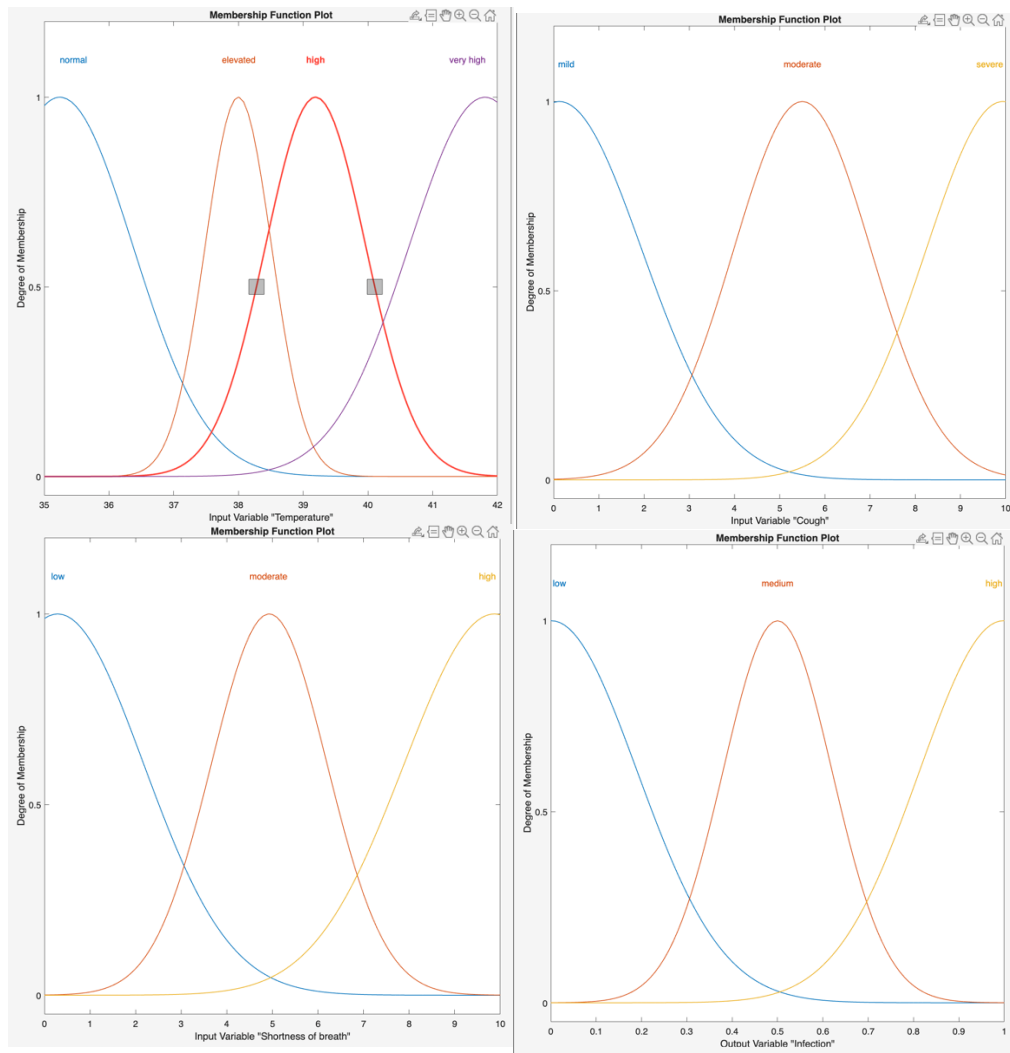 Membership Function Plot
normal elevated high very high
1
0.5
0
Degree of Membership
35 36 37 38 39 40 41 42
Input Variable "Temperature"
Membership Function Plot
mild moderate severe
1
0.5
0
Degree of Membership
0 1 2 3 4 5 6 7 8 9 10
Input Variable "Cough"
Membership Function Plot
low moderate high
1
0.5
0
Degree of Membership
0 1 2 3 4 5 6 7 8 9 10
Input Variable "Shortness of breath"
Membership Function Plot
low medium high
1
0.5
0
Degree of Membership
0 0.1 0.2 0.3 0.4 0.5 0.6 0.7 0.8 0.9 1
Output Variable "Infection"